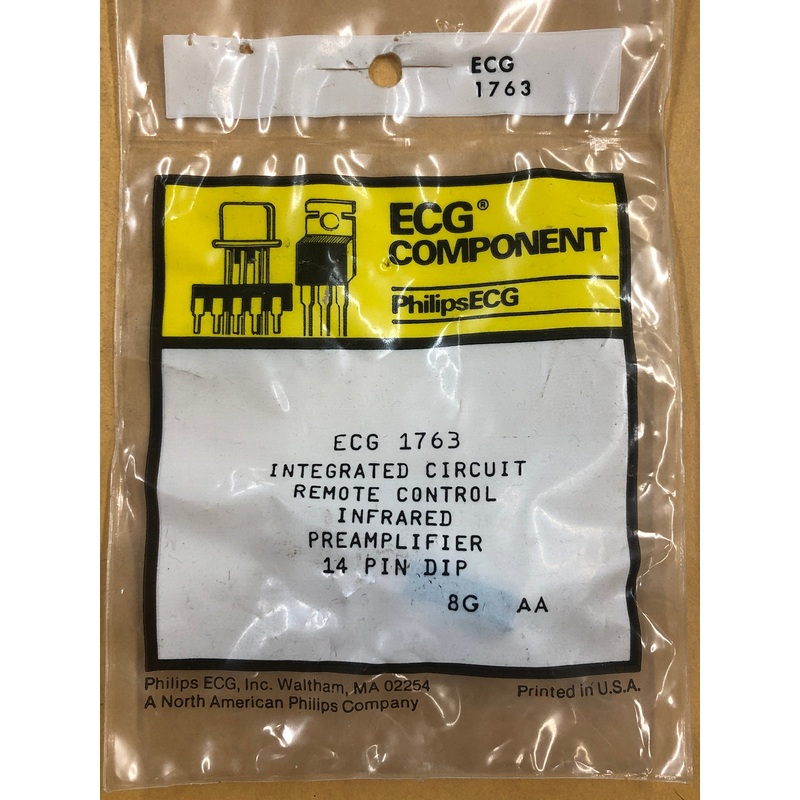 ECG
1763
ECG®
COMPONENT
PhilipsECG
ECG 1763
INTEGRATED CIRCUIT
REMOTE CONTROL
INFRARED
PREAMPLIFIER
14 PIN DIP
8G AA
Philips ECG, Inc. Waltham, MA 02254
A North American Philips Company
Printed in U.S.A.